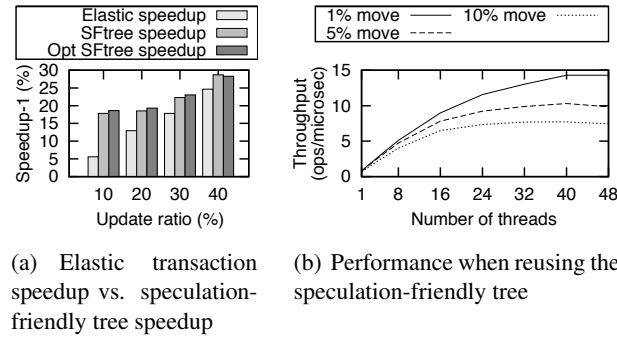 Elastic speedup
SFtree speedup
Opt SFtree speedup
Speedup-1 (%)
30
25
20
15
10
5
0
10 20 30 40
Update ratio (%)
(a) Elastic transaction
speedup vs. speculation-
friendly tree speedup
1% move 10% move
5% move
Throughput
(ops/microsec)
15
10
5
0
1 8 16 24 32 40 48
Number of threads
(b) Performance when reusing the
speculation-friendly tree